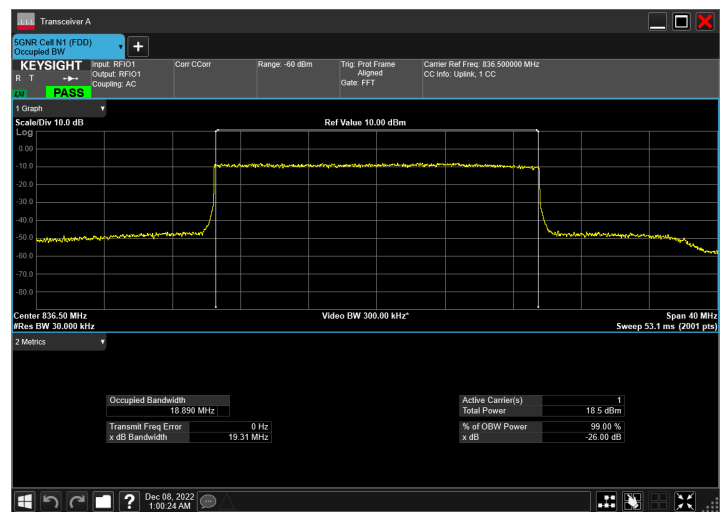 Transceiver A
5GNR Cell N1 (FDD)
Occupied BW
KEYSIGHT
R T
LXI
PASS
Input: RFIO1
Output: RFIO1
Coupling: AC
Corr CCorr
Range: -60 dBm
Trig: Prot Frame
Aligned
Gate: FFT
Carrier Ref Freq: 836.500000 MHz
CC Info: Uplink, 1 CC
1 Graph
Scale/Div 10.0 dB
Ref Value 10.00 dBm
Log
0.00
-10.0
-20.0
-30.0
-40.0
-50.0
-60.0
-70.0
-80.0
Center 836.50 MHz
Video BW 300.00 kHz*
Span 40 MHz
#Res BW 30.000 kHz
Sweep 53.1 ms (2001 pts)
2 Metrics
Occupied Bandwidth
18.890 MHz
Transmit Freq Error 0 Hz
x dB Bandwidth 19.31 MHz
Active Carrier(s) 1
Total Power 18.5 dBm
% of OBW Power 99.00 %
x dB -26.00 dB
?
Dec 08, 2022
1:00:24 AM